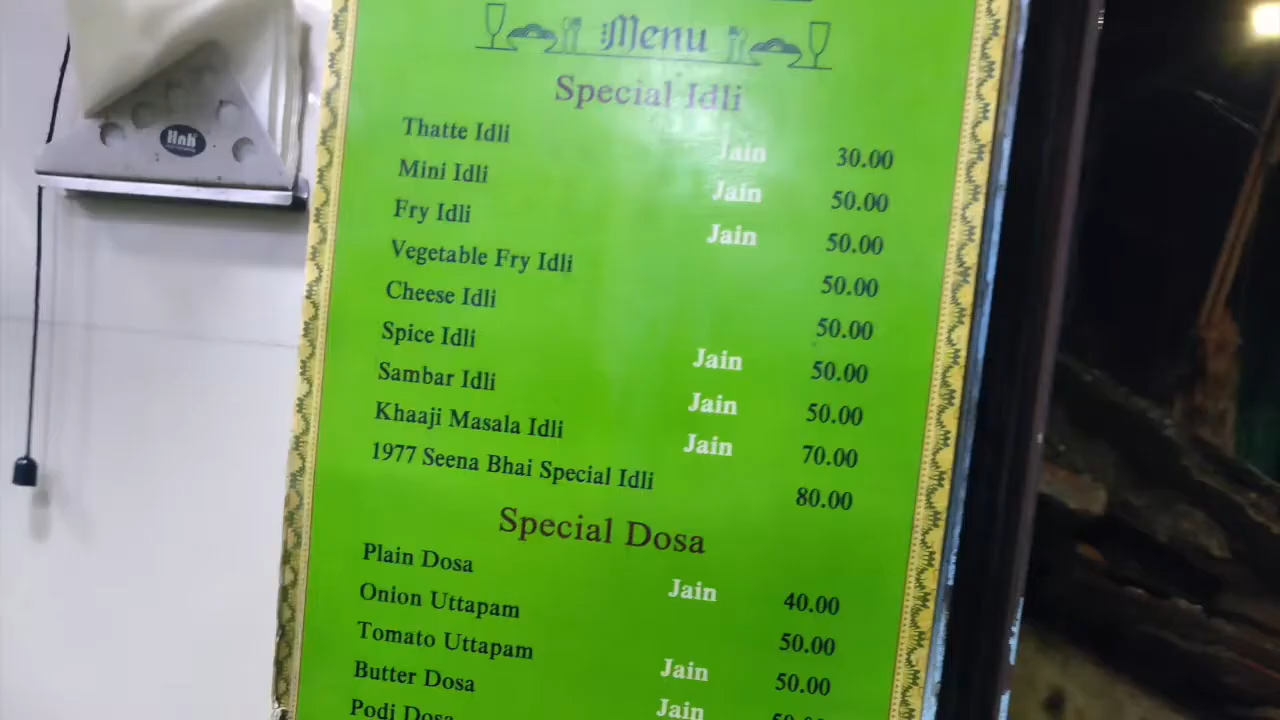 Menu
Special Idli
Thatte Idli Jain 30.00
Mini Idli Jain 50.00
Fry Idli Jain 50.00
Vegetable Fry Idli 50.00
Cheese Idli 50.00
Spice Idli Jain 50.00
Sambar Idli Jain 50.00
Khaaji Masala Idli Jain 70.00
1977 Seena Bhai Special Idli 80.00
Special Dosa
Plain Dosa Jain 40.00
Onion Uttapam 50.00
Tomato Uttapam Jain 50.00
Butter Dosa Jain
Podi Dosa
HnH